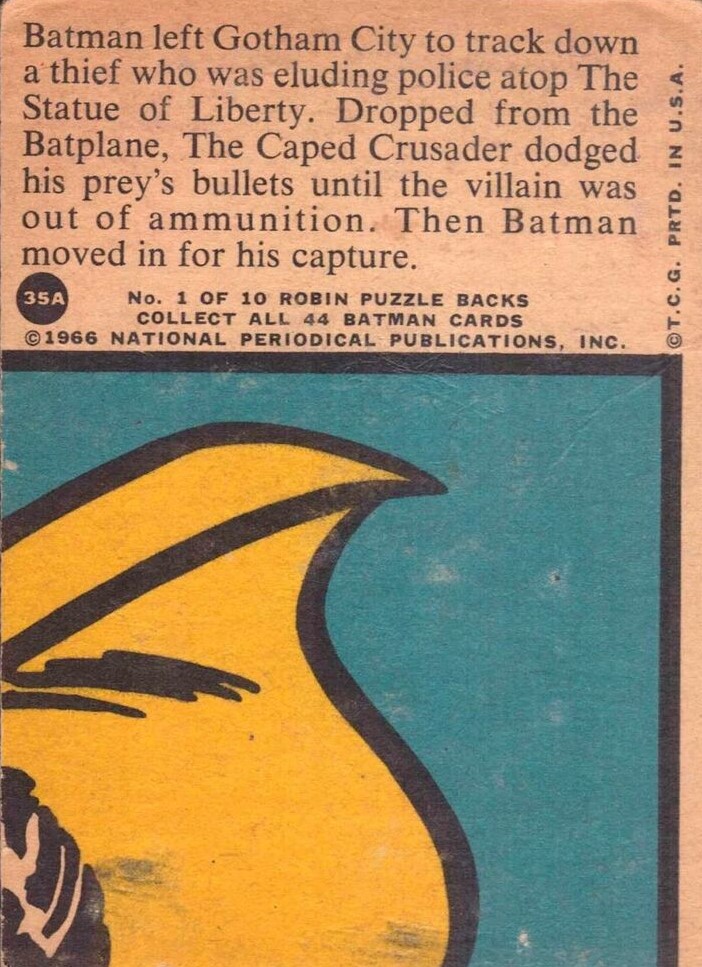 Batman left Gotham City to track down
a thief who was eluding police atop The
Statue of Liberty. Dropped from the
Batplane, The Caped Crusader dodged
his prey's bullets until the villain was
out of ammunition. Then Batman
moved in for his capture.
35A
No. 1 OF 10 ROBIN PUZZLE BACKS
COLLECT ALL 44 BATMAN CARDS
©1966 NATIONAL PERIODICAL PUBLICATIONS, INC.
©T.C.G. PRTD. IN U.S.A.